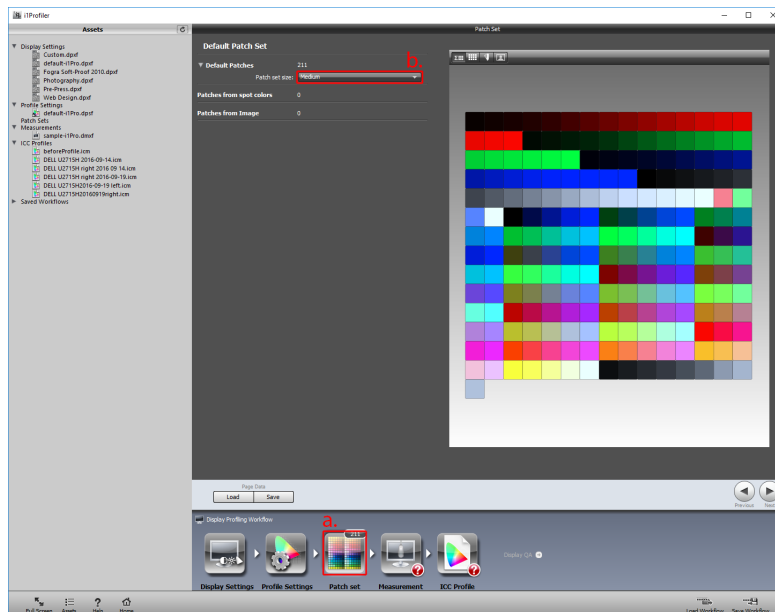 i1Profiler
Assets
Patch Set
Display Settings
Custom.dpxf
default-i1Pro.dpxf
Fogra Soft-Proof 2010.dpxf
Photography.dpxf
Pre-Press.dpxf
Web Design.dpxf
Profile Settings
default-i1Pro.dpxf
Patch Sets
Measurements
sample-i1Pro.dmxf
ICC Profiles
beforeProfile.icm
DELL U2715H 2016-09-14.icm
DELL U2715H right 2016 09 14.icm
DELL U2715H right 2016-09-19.icm
DELL U2715H2016-09-19 left.icm
DELL U2715H20160919right.icm
Saved Workflows
Default Patch Set
b.
Default Patches 211
Patch set size: Medium
Patches from spot colors 0
Patches from Image 0
Page Data
Load Save
Previous Next
Display Profiling Workflow
a.
211
Display QA
Display Settings Profile Settings Patch set Measurement ICC Profile
Full Screen Assets Help Home Load Workflow Save Workflow